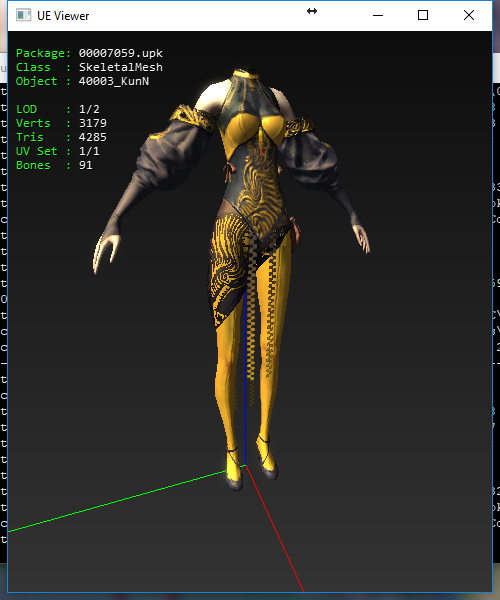 UE Viewer
Package: 00007059.upk
Class : SkeletalMesh
Object : 40003_KunN
LOD : 1/2
Verts : 3179
Tris : 4285
UV Set : 1/1
Bones : 91